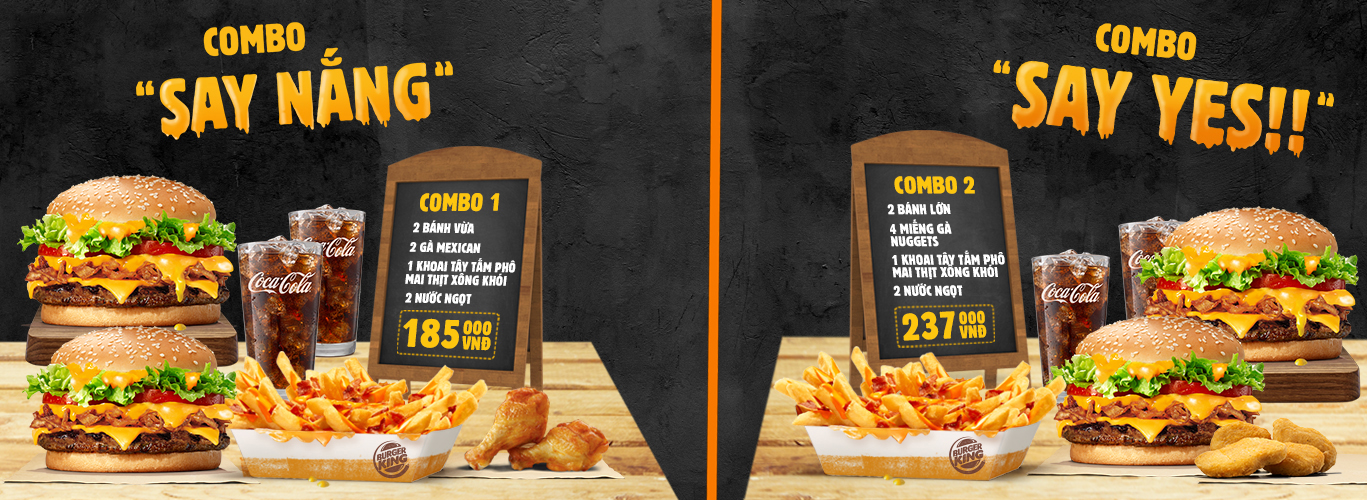 COMBO
"SAY NẮNG"
COMBO 1
2 BÁNH VỪA
2 GÀ MEXICAN
1 KHOAI TÂY TẨM PHÔ
MAI THỊT XÔNG KHÓI
2 NƯỚC NGỌT
185 000
VNĐ
Coca-Cola
Coca-Cola
BURGER
KING
COMBO
"SAY YES!!"
COMBO 2
2 BÁNH LỚN
4 MIẾNG GÀ
NUGGETS
1 KHOAI TÂY TẨM PHÔ
MAI THỊT XÔNG KHÓI
2 NƯỚC NGỌT
237 000
VNĐ
Coca-Cola
BURGER
KING